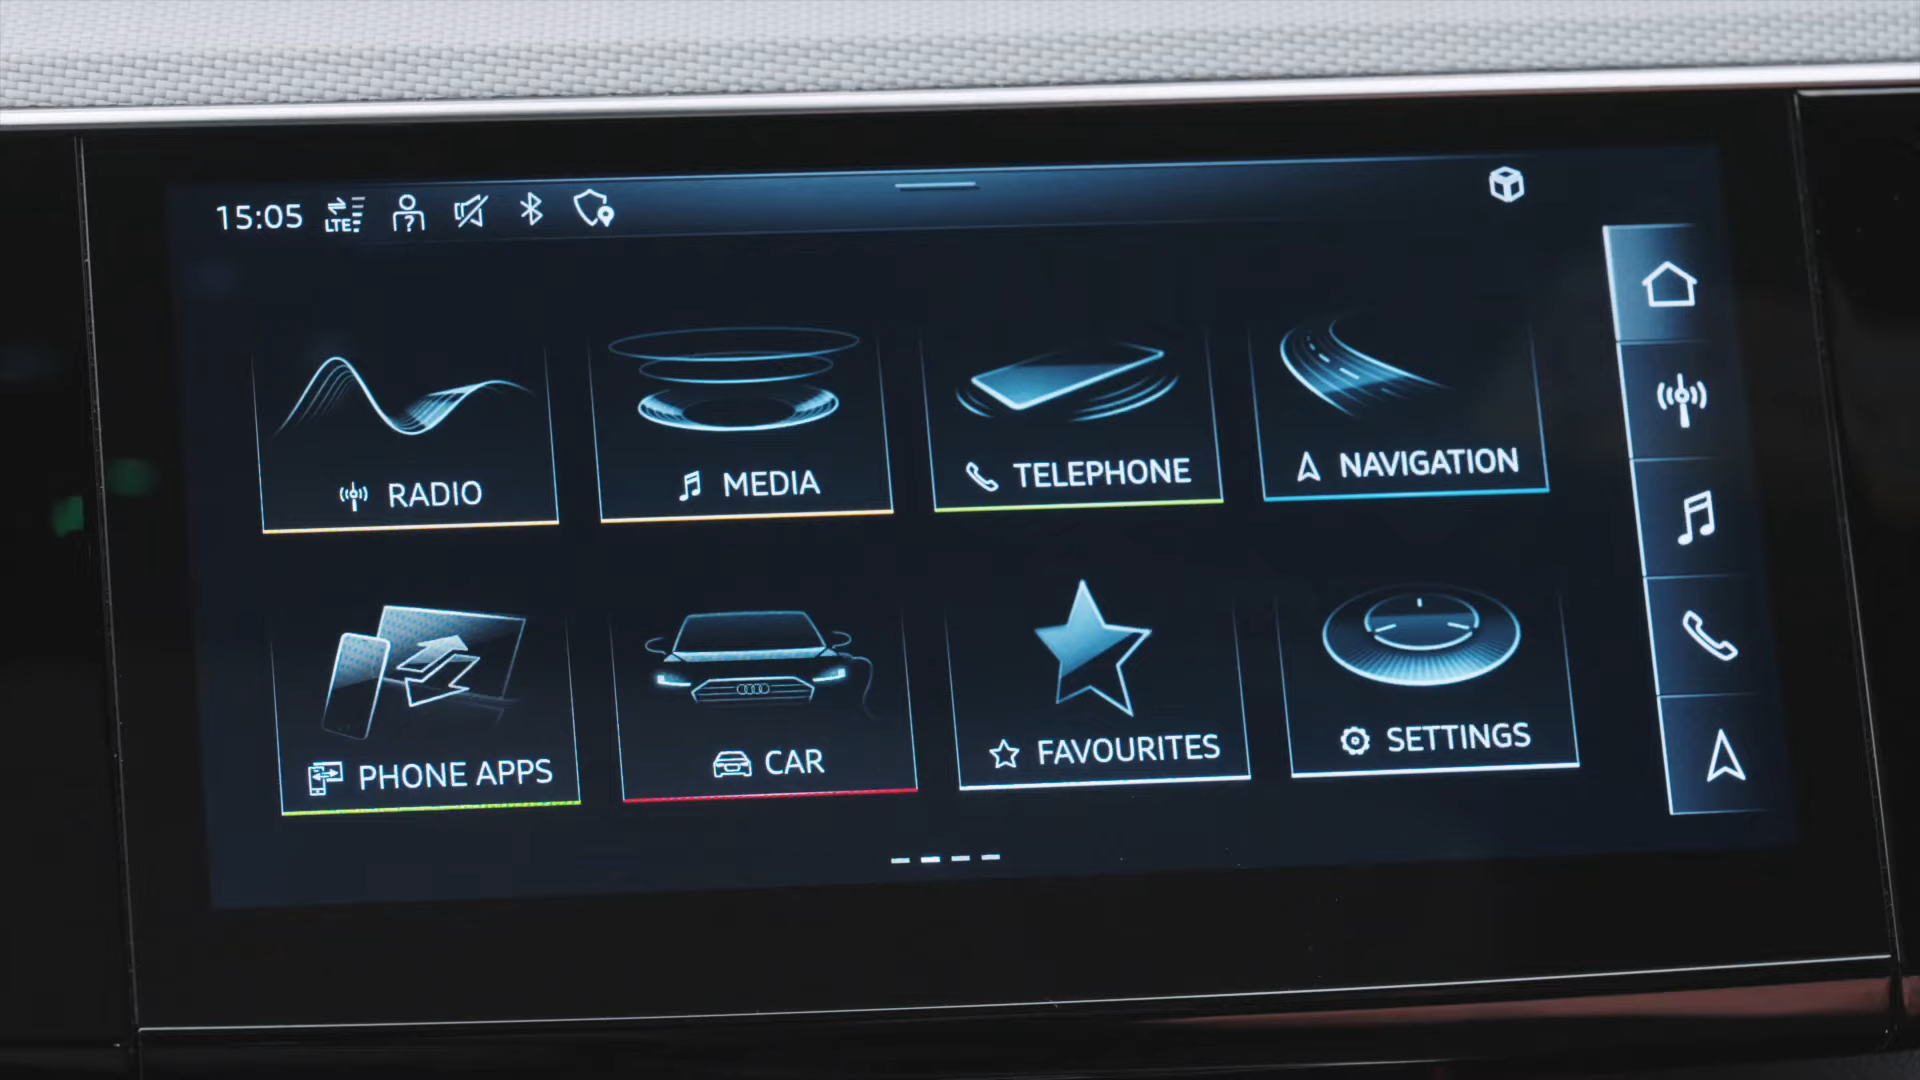 15:05 LTE ?
RADIO
MEDIA
TELEPHONE
NAVIGATION
PHONE APPS
CAR
FAVOURITES
SETTINGS